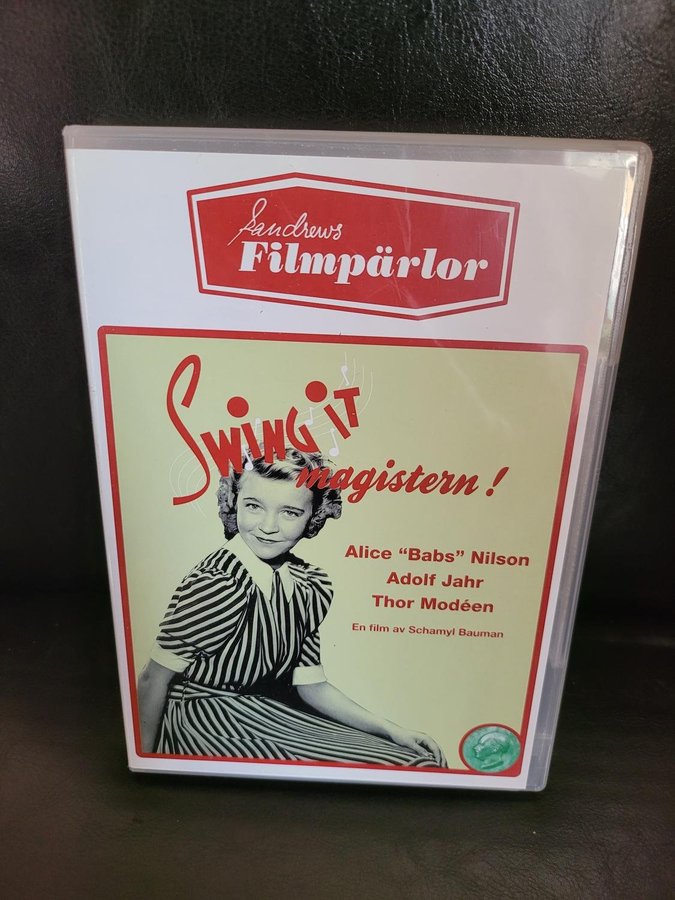 Sandrews
Filmpärlor
SWING iT
magistern!
Alice “Babs” Nilson
Adolf Jahr
Thor Modéen
En film av Schamyl Bauman